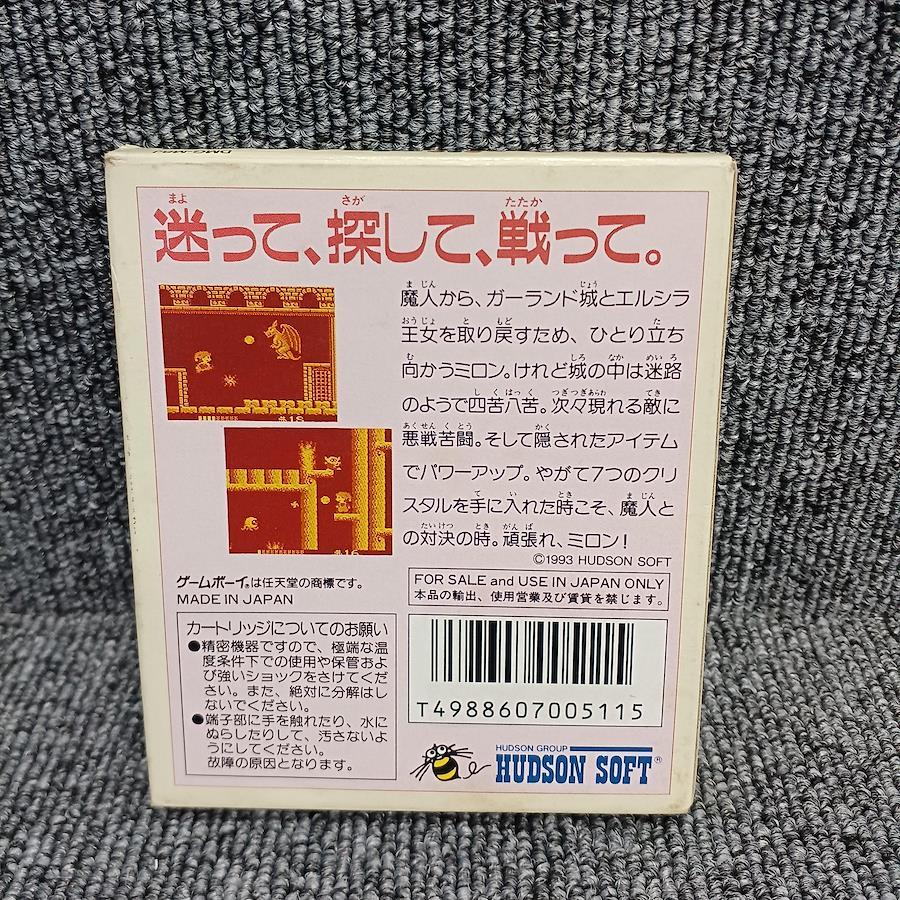 迷って、探して、戦って。
魔人から、ガーランド城とエルシラ
王女を取り戻すため、ひとり立ち
向かうミロン。けれど城の中は迷路
のようで四苦八苦。次々現れる敵に
悪戦苦闘。そして隠されたアイテム
でパワーアップ。やがて7つのクリ
スタルを手に入れた時こそ、魔人と
の対決の時。頑張れ、ミロン!
©1993 HUDSON SOFT
ゲームボーイ®は任天堂の商標です。
MADE IN JAPAN
FOR SALE and USE IN JAPAN ONLY
本品の輸出、使用営業及び賃貸を禁じます。
カートリッジについてのお願い
●精密機器ですので、極端な温
度条件下での使用や保管およ
び強いショックをさけてくだ
さい。また、絶対に分解はし
ないでください。
●端子部に手を触れたり、水に
ぬらしたりして、汚さないよ
うにしてください。
故障の原因となります。
T4988607005115
HUDSON GROUP
HUDSON SOFT®